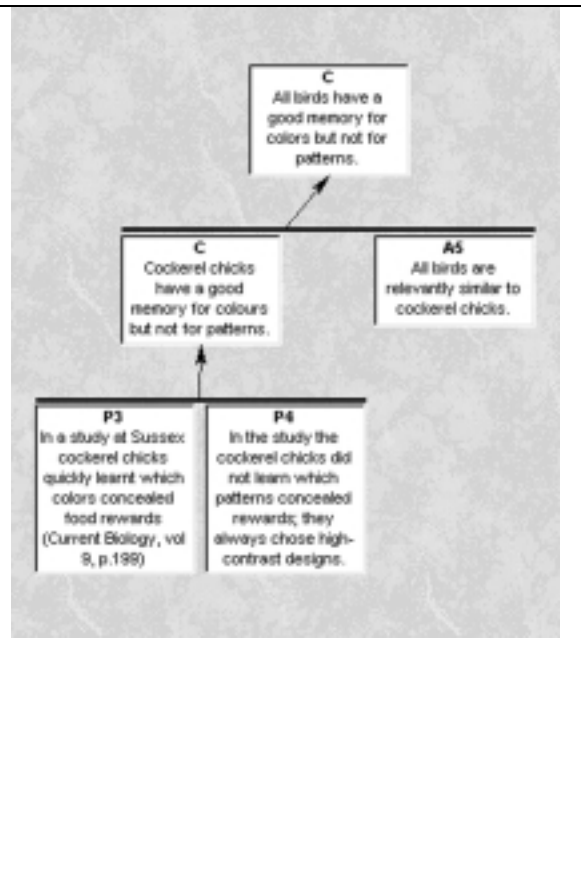 C
All birds have a
good memory for
colors but not for
patterns.
C
Cockerel chicks
have a good
memory for colours
but not for patterns.
A5
All birds are
relevantly similar to
cockerel chicks.
P3
In a study at Sussex
cockerel chicks
quickly learnt which
colors concealed
food rewards
(Current Biology, vol
9, p.199)
P4
In the study the
cockerel chicks did
not learn which
patterns concealed
rewards; they
always chose high-
contrast designs.